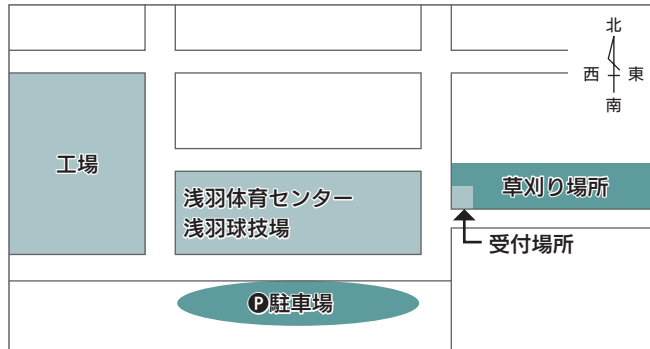 北
西 東
南
工場
浅羽体育センター
浅羽球技場
草刈り場所
受付場所
P駐車場